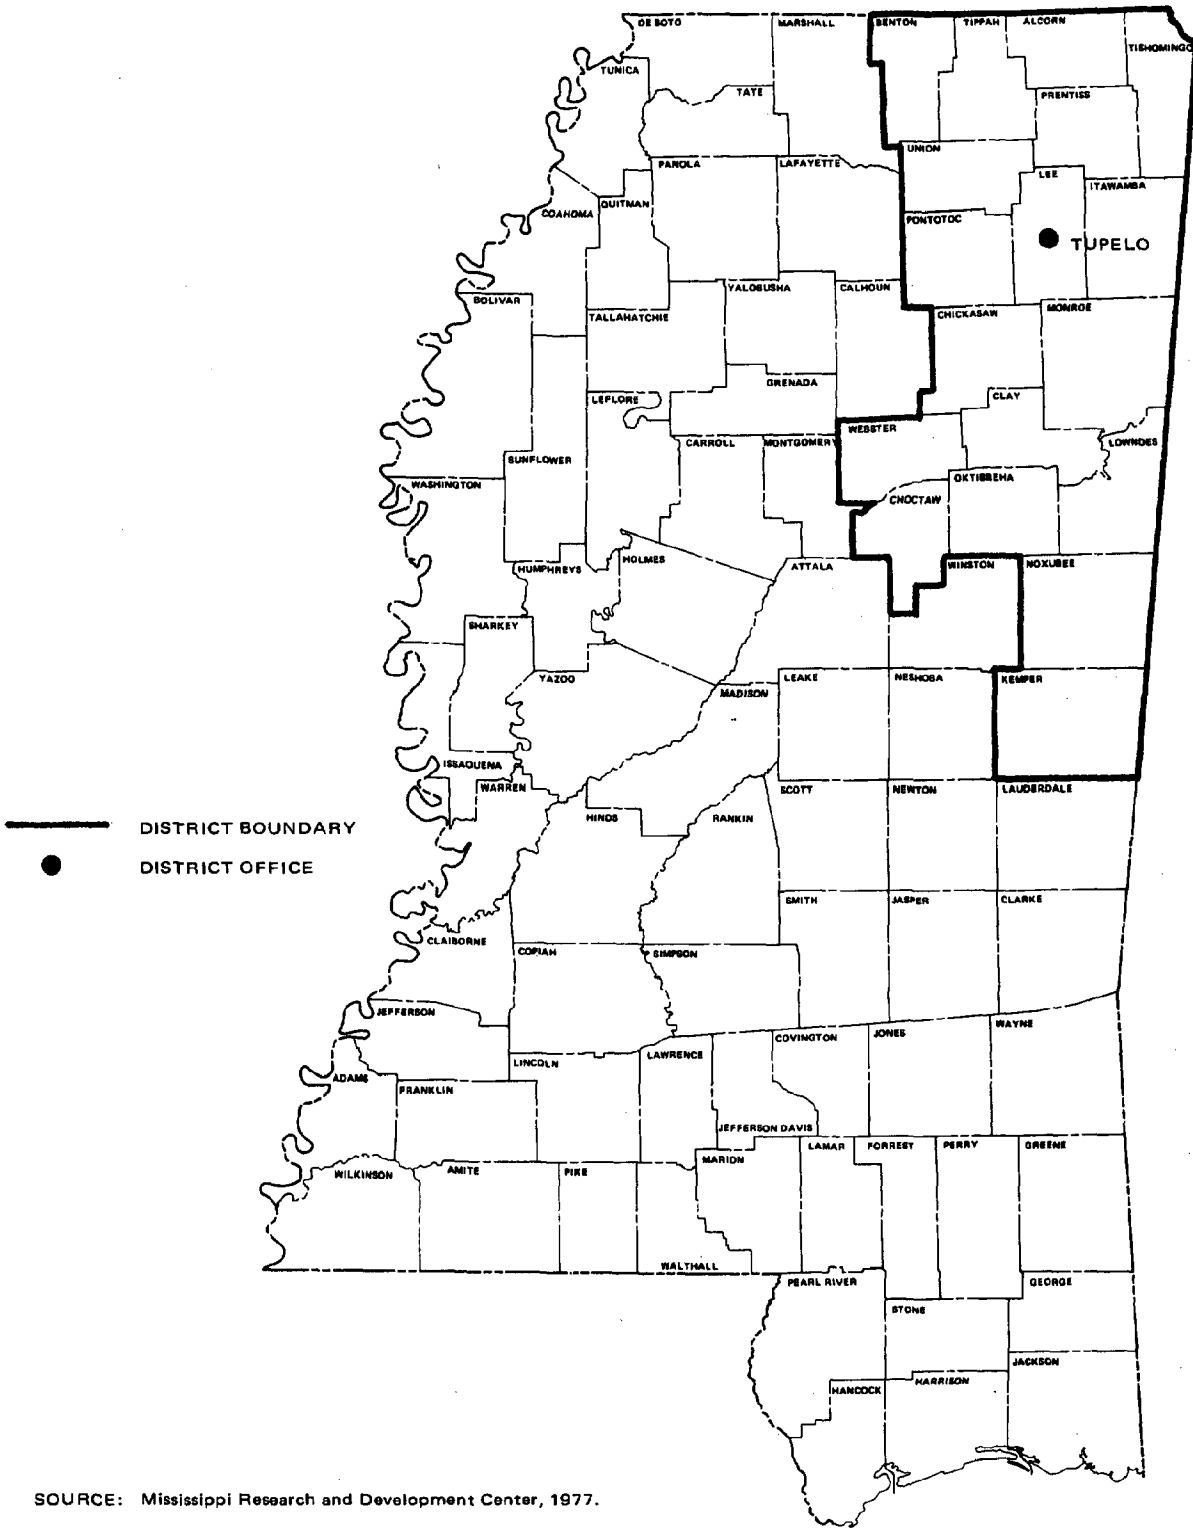 DE SOTO
MARSHALL
BENTON
TIPPAH
ALCORN
TISHOMINGO
TUNICA
TATE
PRENTISS
UNION
PANOLA
LAFAYETTE
LEE
ITAWAMBA
QUITMAN
COAHOMA
PONTOTOC
TUPELO
BOLIVAR
YALOBUSHA
CALHOUN
TALLAHATCHIE
CHICKASAW
MONROE
GRENADA
LEFLORE
CLAY
WEBSTER
CARROLL
MONTGOMERY
LOWNDES
SUNFLOWER
WASHINGTON
OKTIBBEHA
CHOCTAW
HOLMES
HUMPHREYS
ATTALA
WINSTON
NOXUBEE
SHARKEY
YAZOO
MADISON
LEAKE
NESHOBA
KEMPER
ISSAQUENA
WARREN
HINDS
RANKIN
SCOTT
NEWTON
LAUDERDALE
DISTRICT BOUNDARY
DISTRICT OFFICE
SMITH
JASPER
CLARKE
CLAIBORNE
COPIAH
SIMPSON
JEFFERSON
LINCOLN
LAWRENCE
COVINGTON
JONES
WAYNE
ADAMS
FRANKLIN
JEFFERSON DAVIS
WILKINSON
AMITE
PIKE
MARION
LAMAR
FORREST
PERRY
GREENE
WALTHALL
PEARL RIVER
GEORGE
STONE
JACKSON
HANCOCK
HARRISON
SOURCE: Mississippi Research and Development Center, 1977.